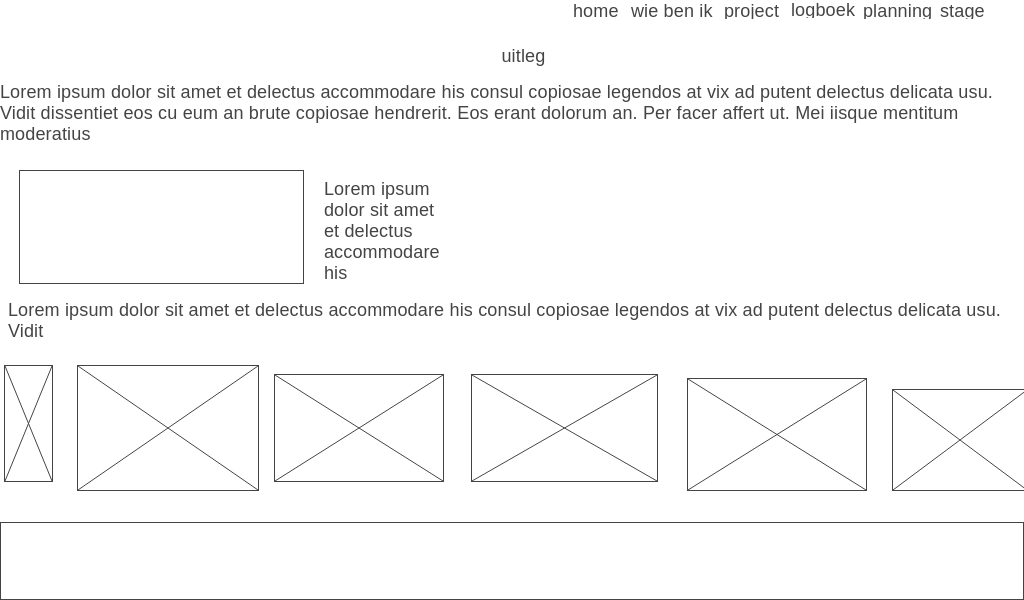 home wie ben ik project logboek planning stage
uitleg
Lorem ipsum dolor sit amet et delectus accommodare his consul copiosae legendos at vix ad putent delectus delicata usu.
Vidit dissentiet eos cu eum an brute copiosae hendrerit. Eos erant dolorum an. Per facer affert ut. Mei iisque mentitum
moderatius
Lorem ipsum
dolor sit amet
et delectus
accommodare
his
Lorem ipsum dolor sit amet et delectus accommodare his consul copiosae legendos at vix ad putent delectus delicata usu.
Vidit